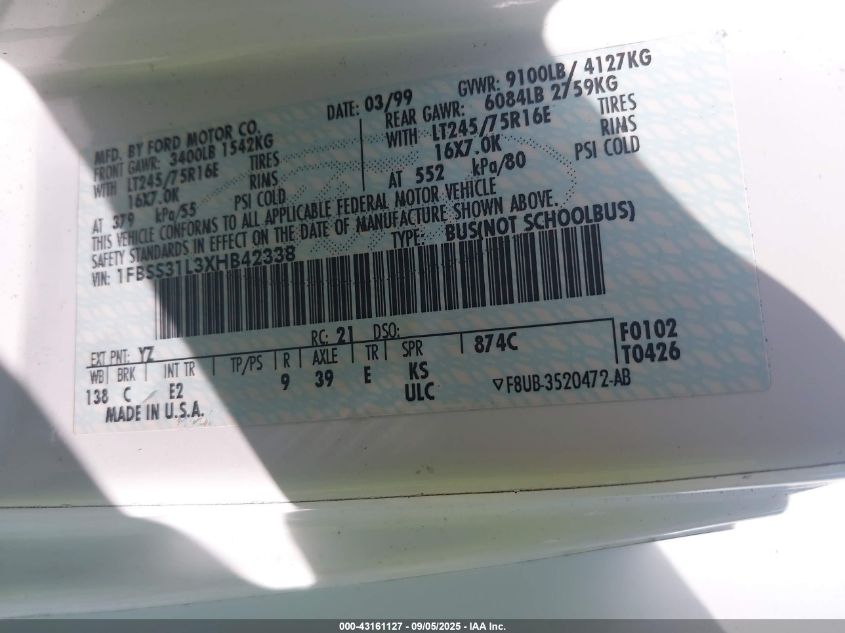 MFD. BY FORD MOTOR CO. DATE: 03/99 GVWR: 9100LB/ 4127KG
FRONT GAWR: 3400LB 1542KG REAR GAWR: 6084LB 2759KG
WITH LT245/75R16E TIRES WITH LT245/75R16E TIRES
16X7.0K RINS 16X7.0K RIMS
AT 379 kPa/55 PSI COLD AT 552 kPa/80 PSI COLD
THIS VEHICLE CONFORMS TO ALL APPLICABLE FEDERAL MOTOR VEHICLE
SAFETY STANDARDS IN EFFECT ON THE DATE OF MANUFACTURE SHOWN ABOVE.
VIN: 1FBSS31L3XHB42338 TYPE: BUS(NOT SCHOOLBUS)
EXT PNT: YZ RC: 21 DSO: F0102
WB BRK INT TR TP/PS R AXLE TR SPR 874C T0426
138 C E2 9 39 E KS
MADE IN U.S.A. ULC ▽F8UB-3520472-AB
000-43161127 - 09/05/2025 - IAA Inc.